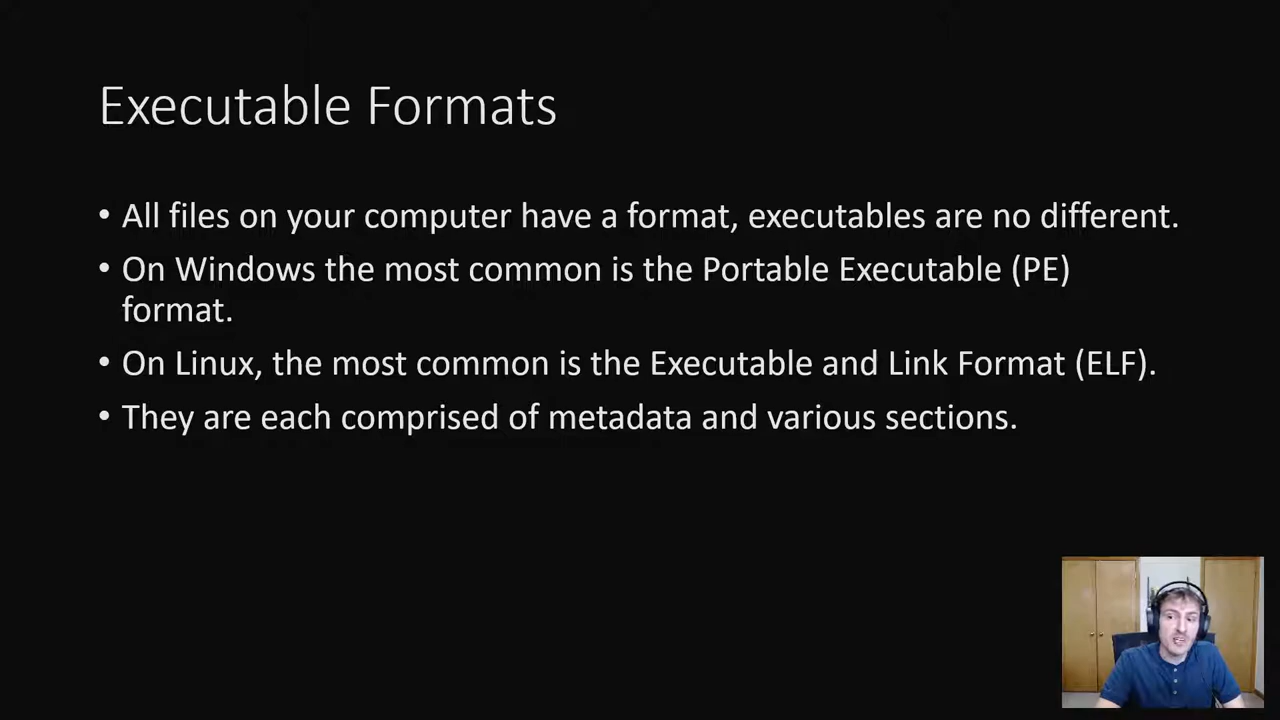 Executable Formats
• All files on your computer have a format, executables are no different.
• On Windows the most common is the Portable Executable (PE)
format.
• On Linux, the most common is the Executable and Link Format (ELF).
• They are each comprised of metadata and various sections.